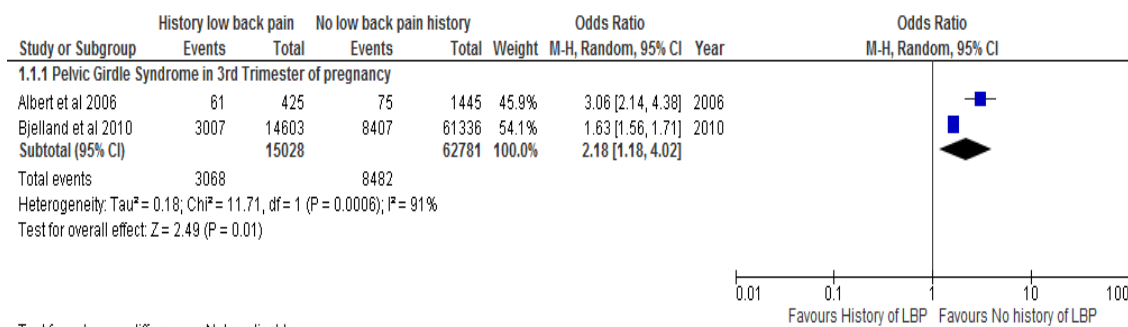 History low back pain No low back pain history Odds Ratio Odds Ratio
Study or Subgroup Events Total Events Total Weight M-H, Random, 95% CI Year M-H, Random, 95% CI
1.1.1 Pelvic Girdle Syndrome in 3rd Trimester of pregnancy
Albert et al 2006 61 425 75 1445 45.9% 3.06 [2.14, 4.38] 2006
Bjelland et al 2010 3007 14603 8407 61336 54.1% 1.63 [1.56, 1.71] 2010
Subtotal (95% CI) 15028 62781 100.0% 2.18 [1.18, 4.02]
Total events 3068 8482
Heterogeneity: Tau² = 0.18; Chi² = 11.71, df = 1 (P = 0.0006); I² = 91%
Test for overall effect: Z = 2.49 (P = 0.01)
0.01 0.1 1 10 100
Favours History of LBP Favours No history of LBP